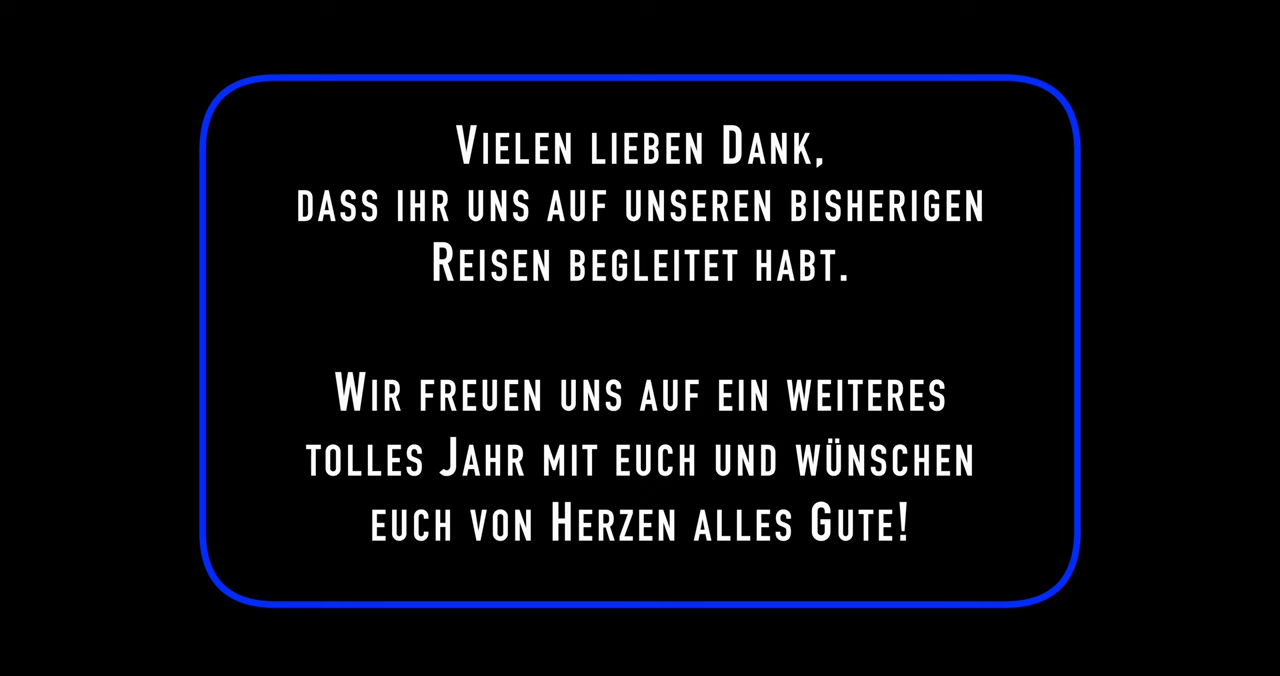 Vielen lieben Dank,
dass ihr uns auf unseren bisherigen
Reisen begleitet habt.
Wir freuen uns auf ein weiteres
tolles Jahr mit euch und wünschen
euch von Herzen alles Gute!